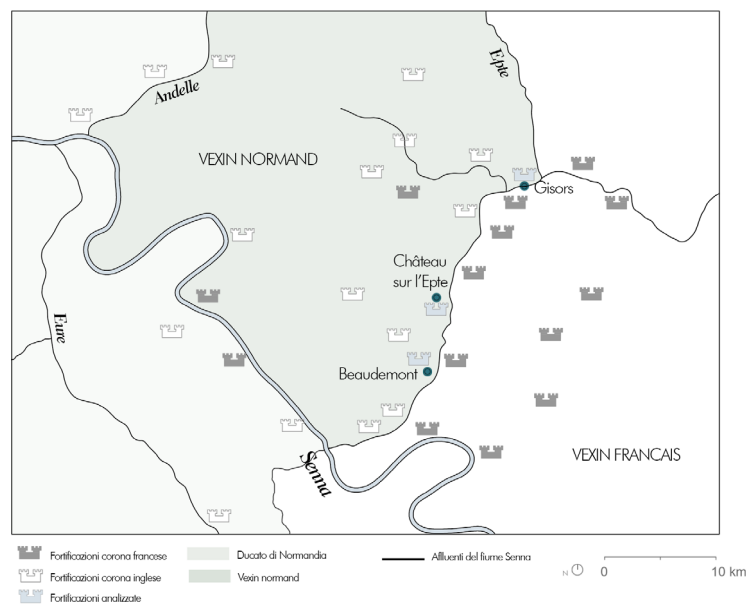 Epte
Andelle
VEXIN NORMAND
Gisors
Château
sur l'Epte
Eure
Beaudemont
Senna
VEXIN FRANCAIS
Fortificazioni corona francese
Ducato di Normandia
Affluenti del fiume Senna
Fortificazioni corona inglese
Vexin normand
N
0
10 km
Fortificazioni analizzate